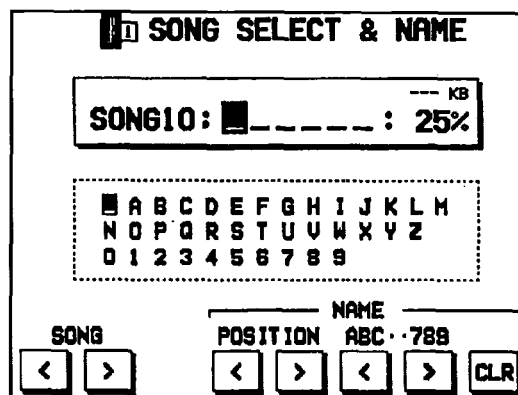 1 SONG SELECT & NAME
--- KB
SONG10: _ _ _ _ _ _ : 25%
A B C D E F G H I J K L M
N O P Q R S T U V W X Y Z
0 1 2 3 4 5 6 7 8 9
NAME
SONG POSITION ABC··789
< > < > < > CLR